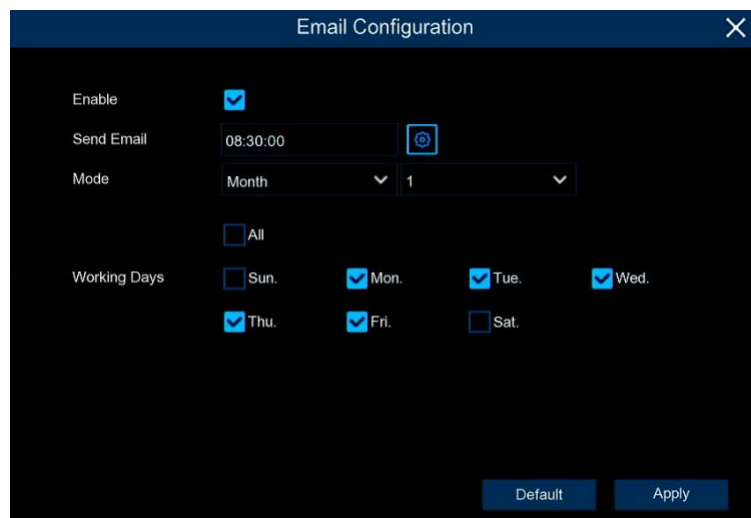 Email Configuration
Enable
Send Email 08:30:00
Mode Month 1
All
Working Days Sun. Mon. Tue. Wed.
Thu. Fri. Sat.
Default Apply